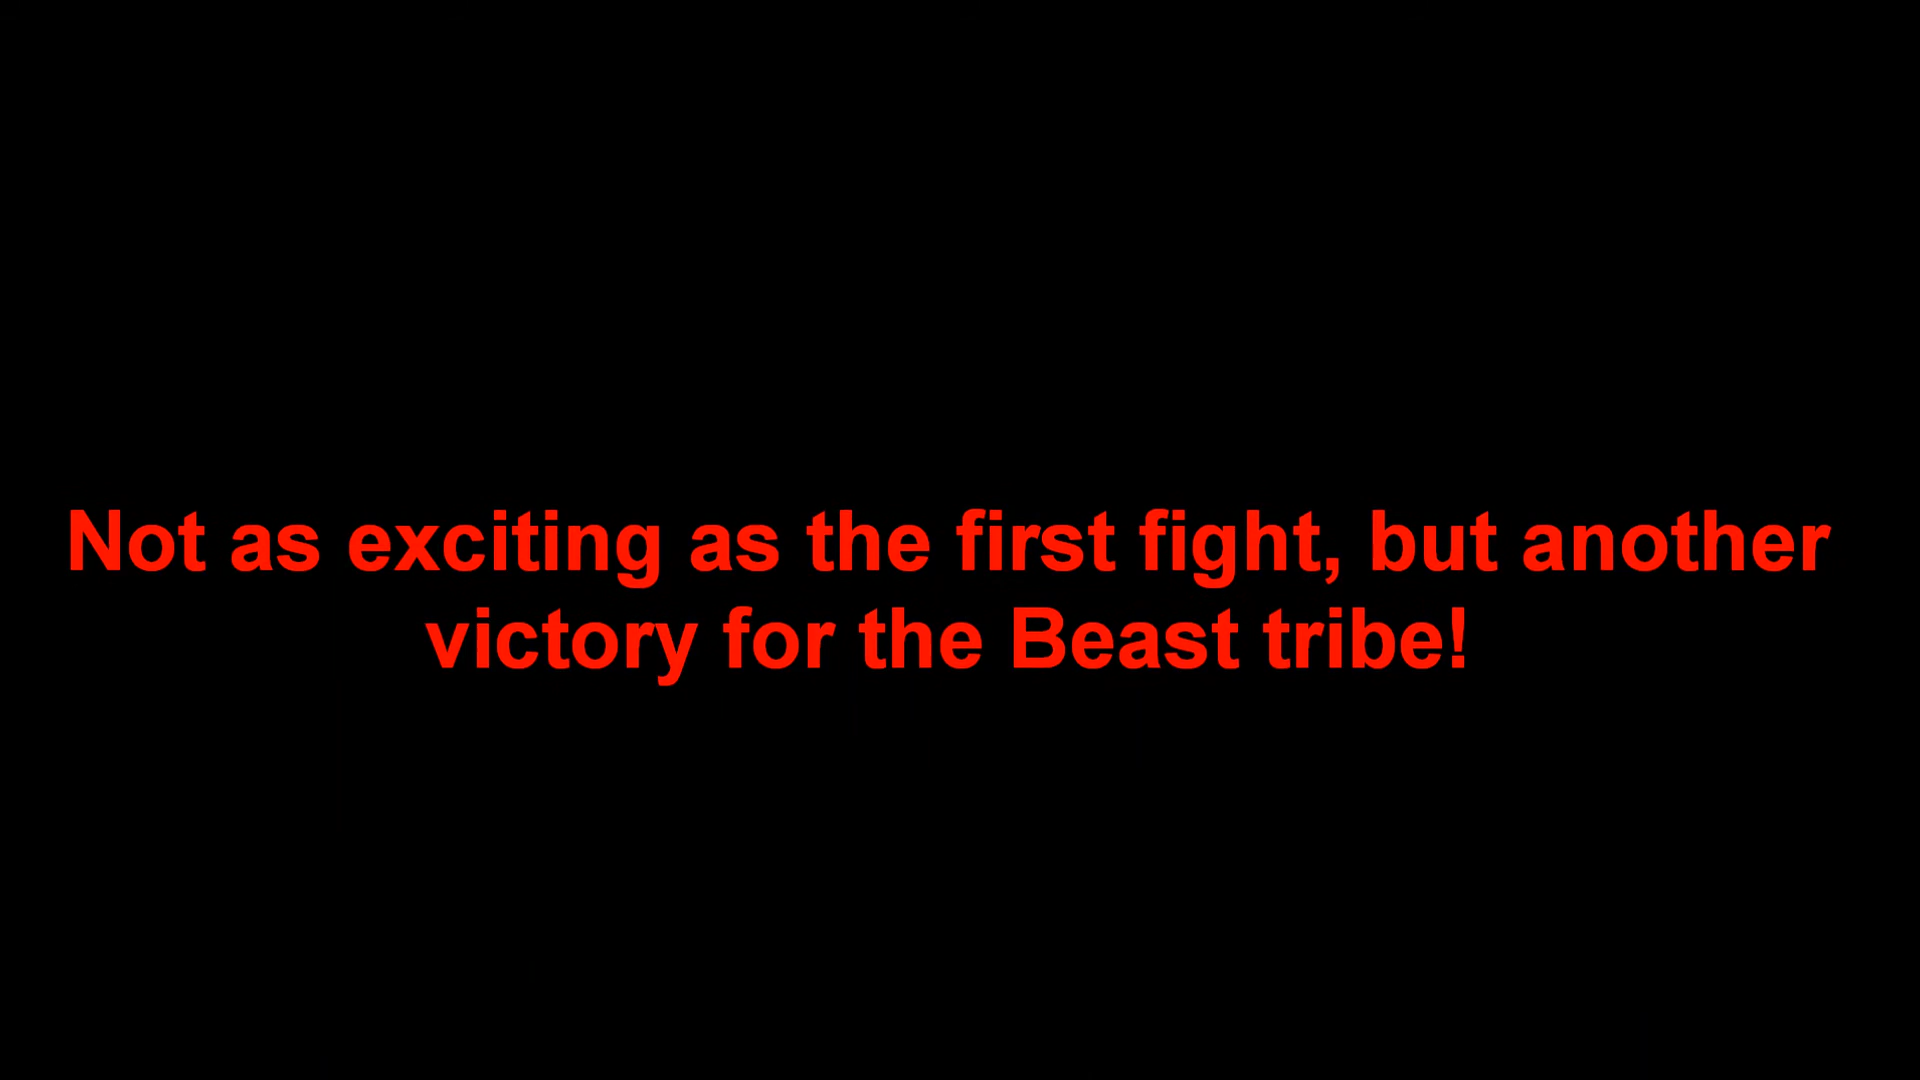 Not as exciting as the first fight, but another
victory for the Beast tribe!